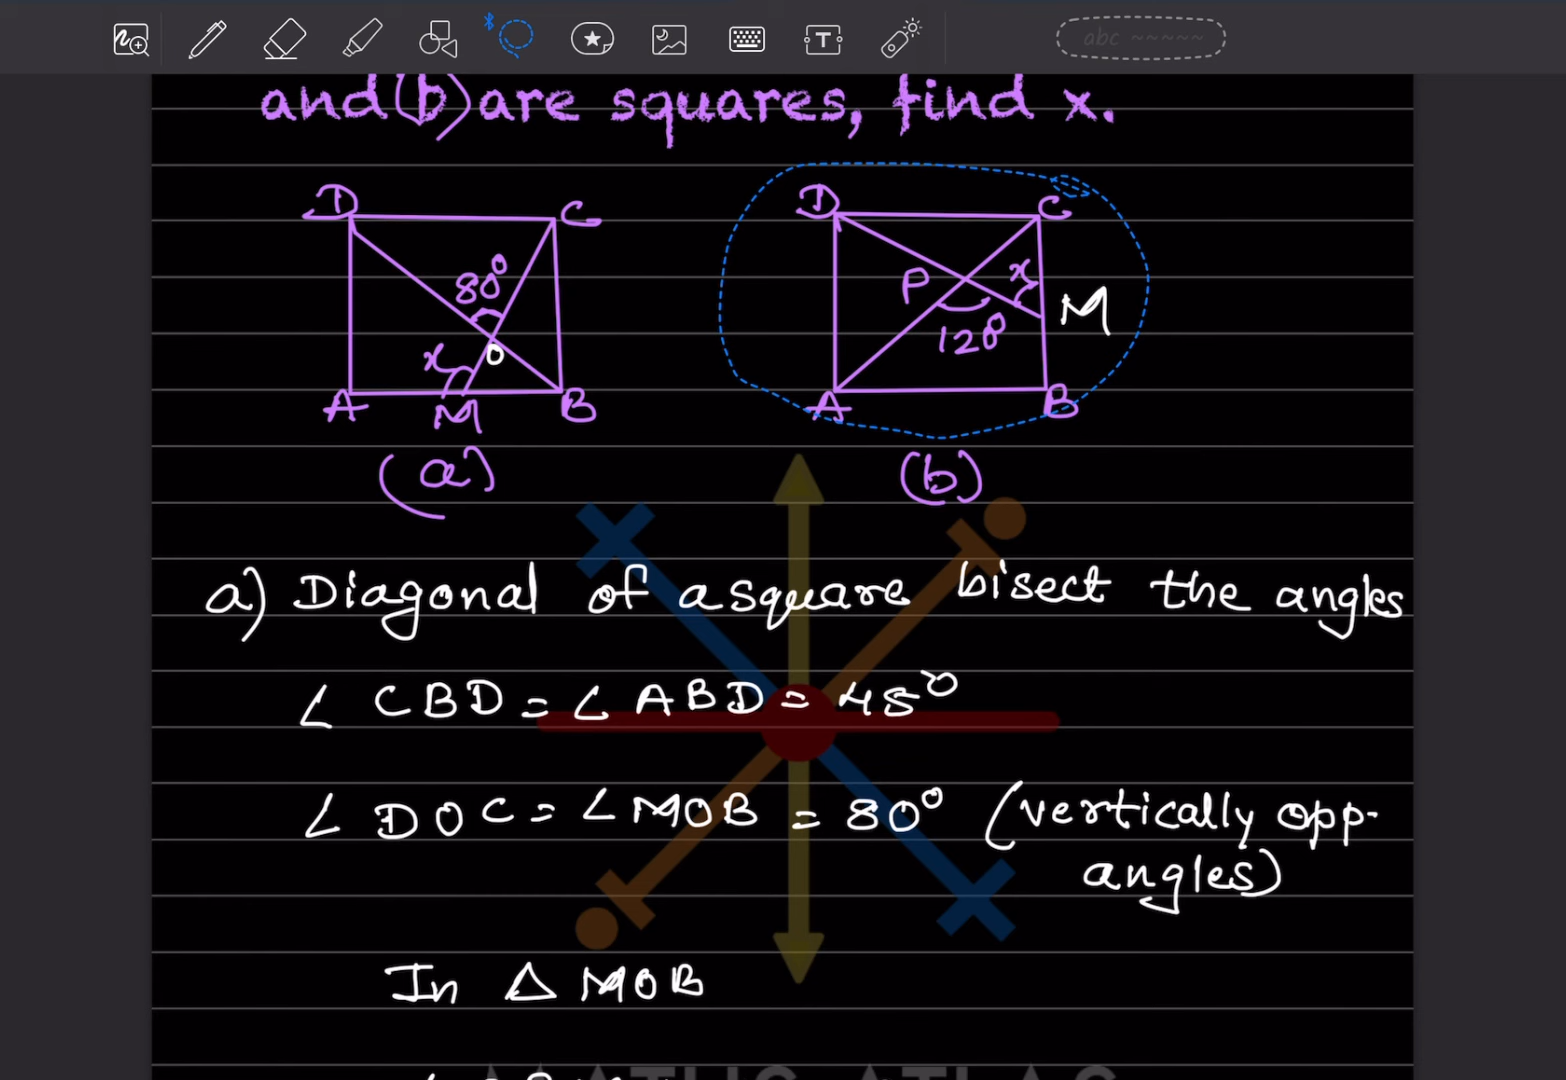 abc
and (b) are squares, find x.
D C
80°
x O
A M B
(a)
D C
P x
M
120°
A B
(b)
a) Diagonal of a square bisect the angles
∠ CBD = ∠ ABD = 45°
∠ DOC = ∠ MOB = 80° (vertically opp.
angles)
In △ MOB